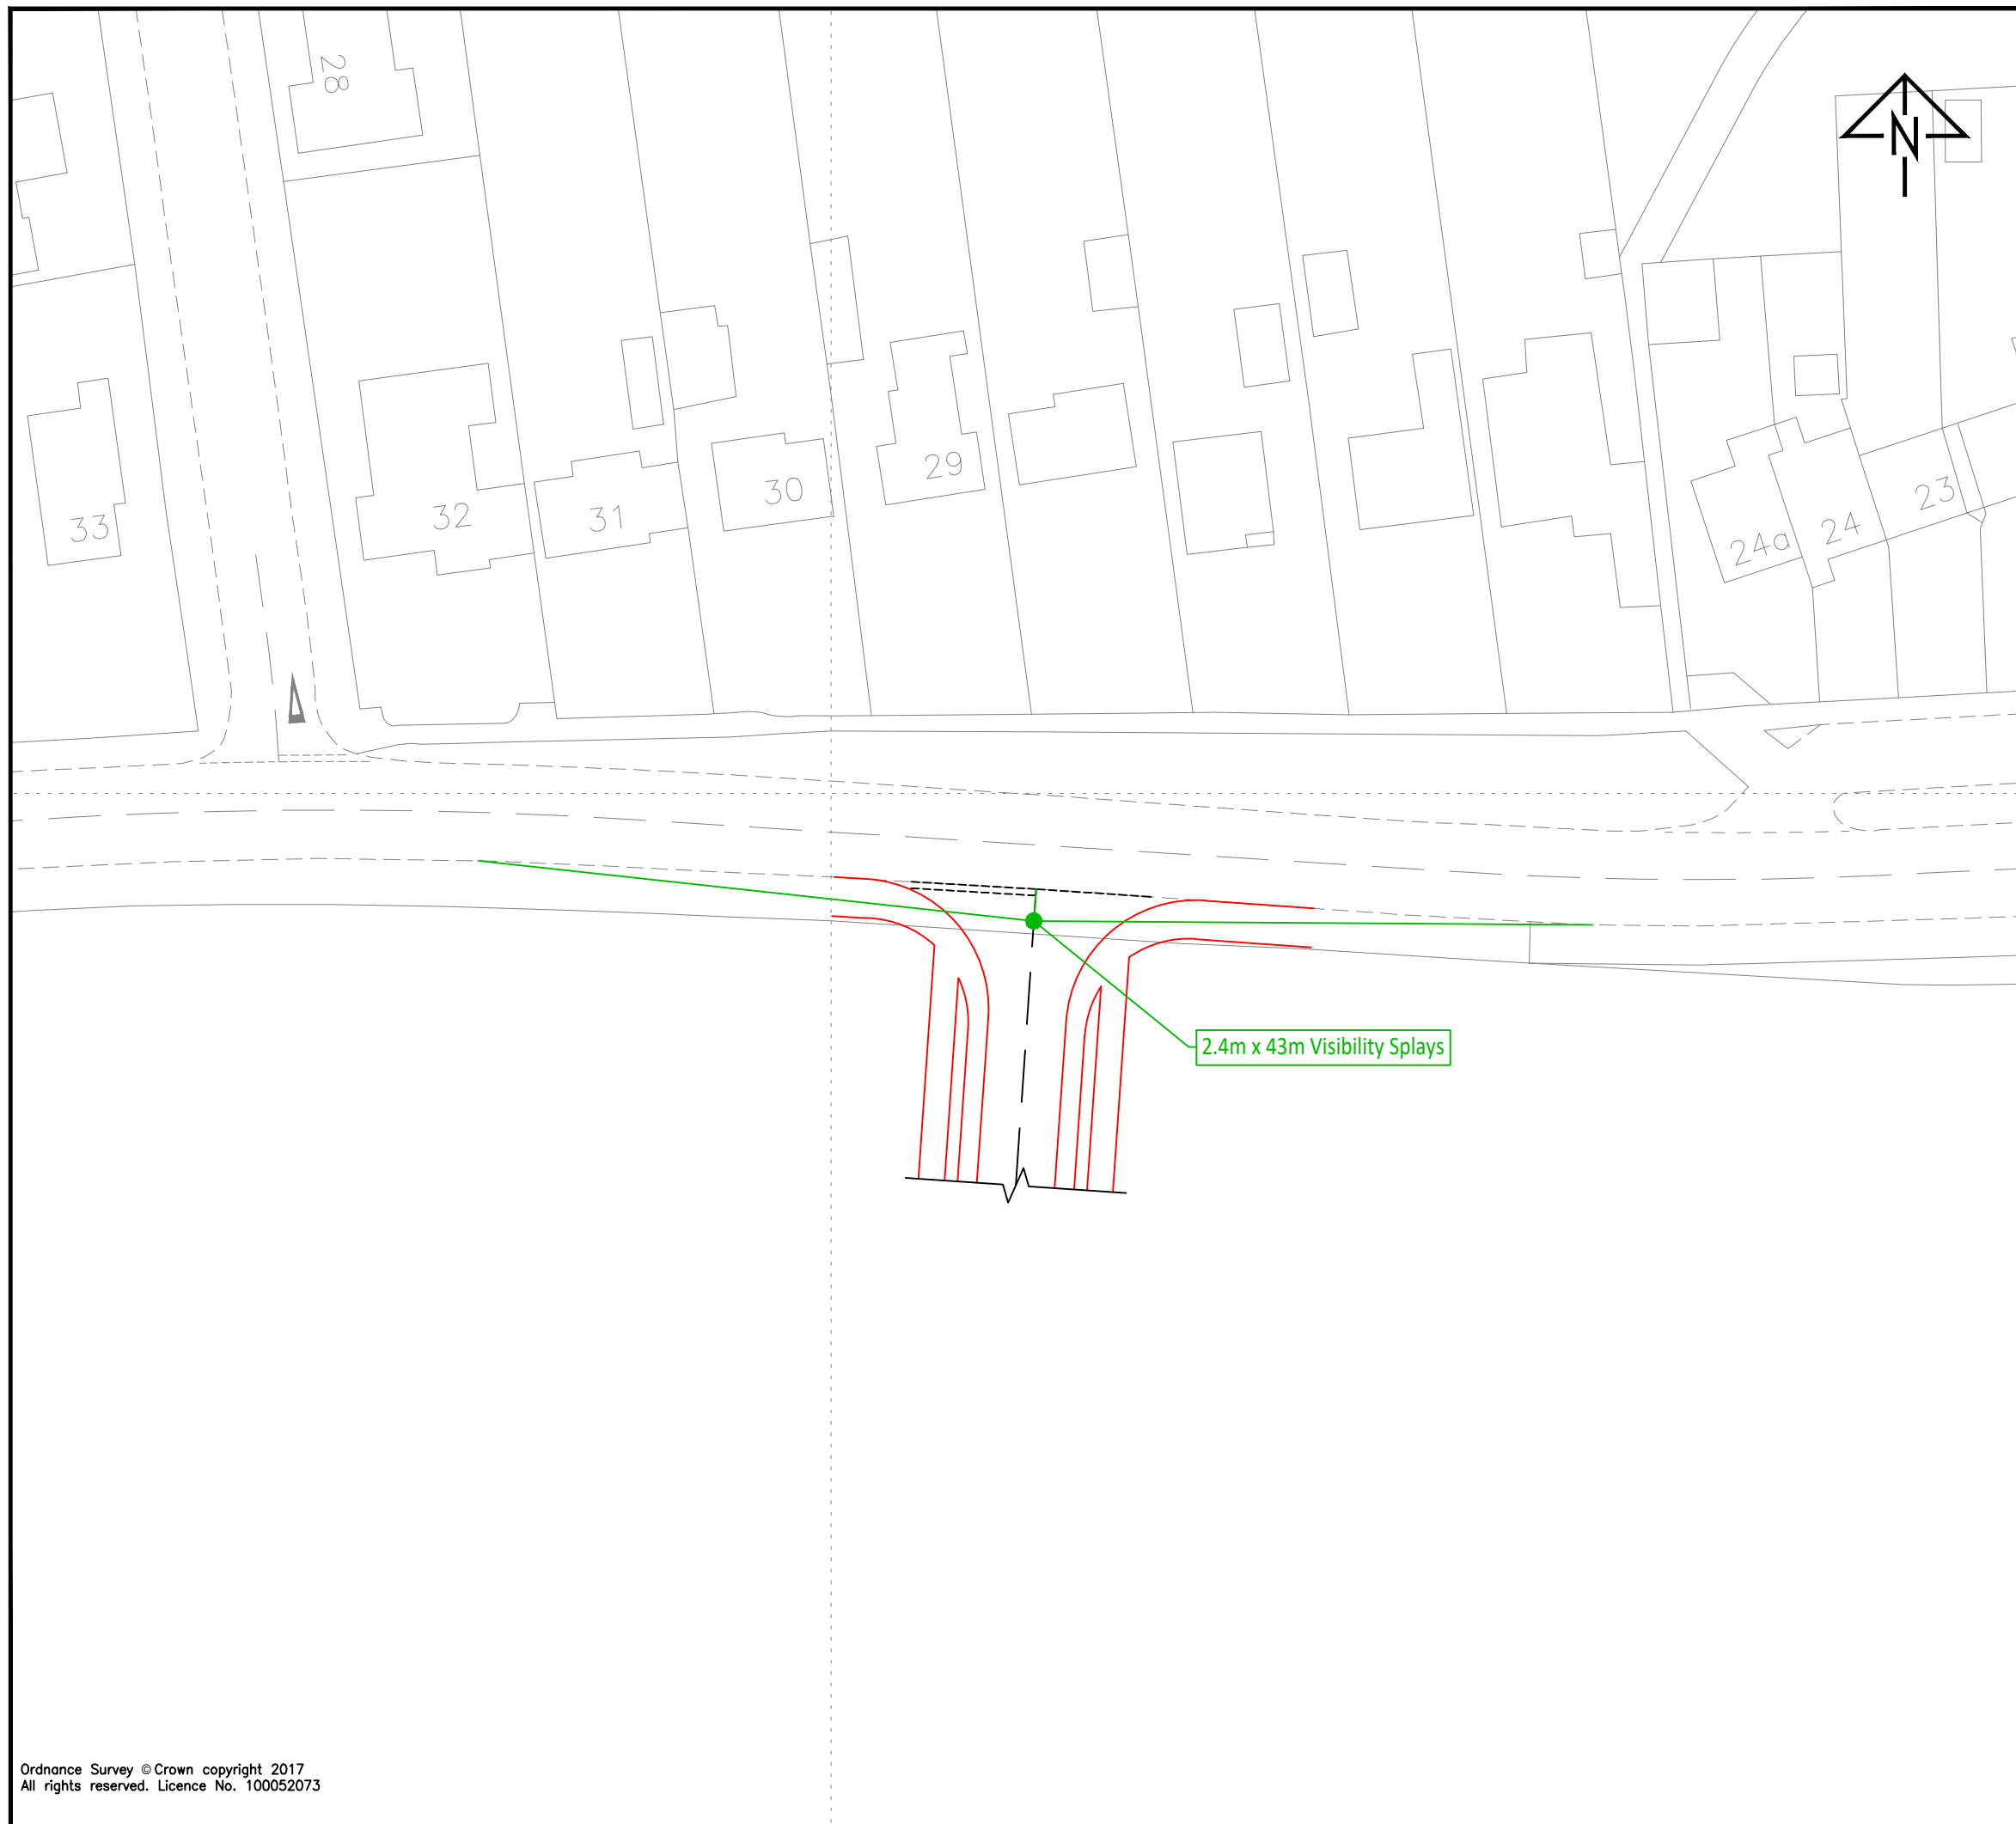 28
N
33
32
31
30
29
24a
24
23
2.4m x 43m Visibility Splays
Ordnance Survey © Crown copyright 2017
All rights reserved. Licence No. 100052073